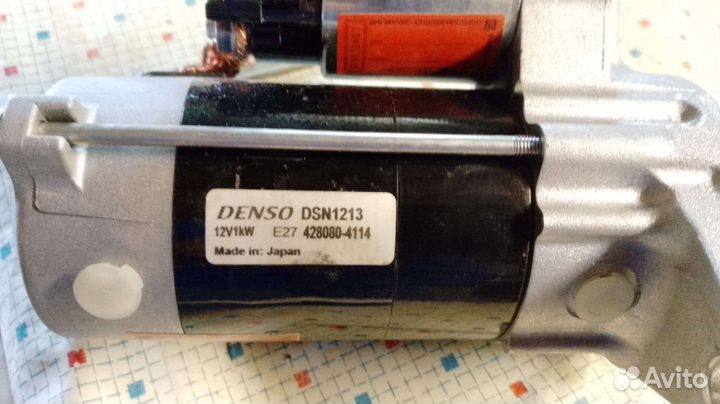 DENSO DSN1213
12V1kW E27 428080-4114
Made in: Japan
Avito